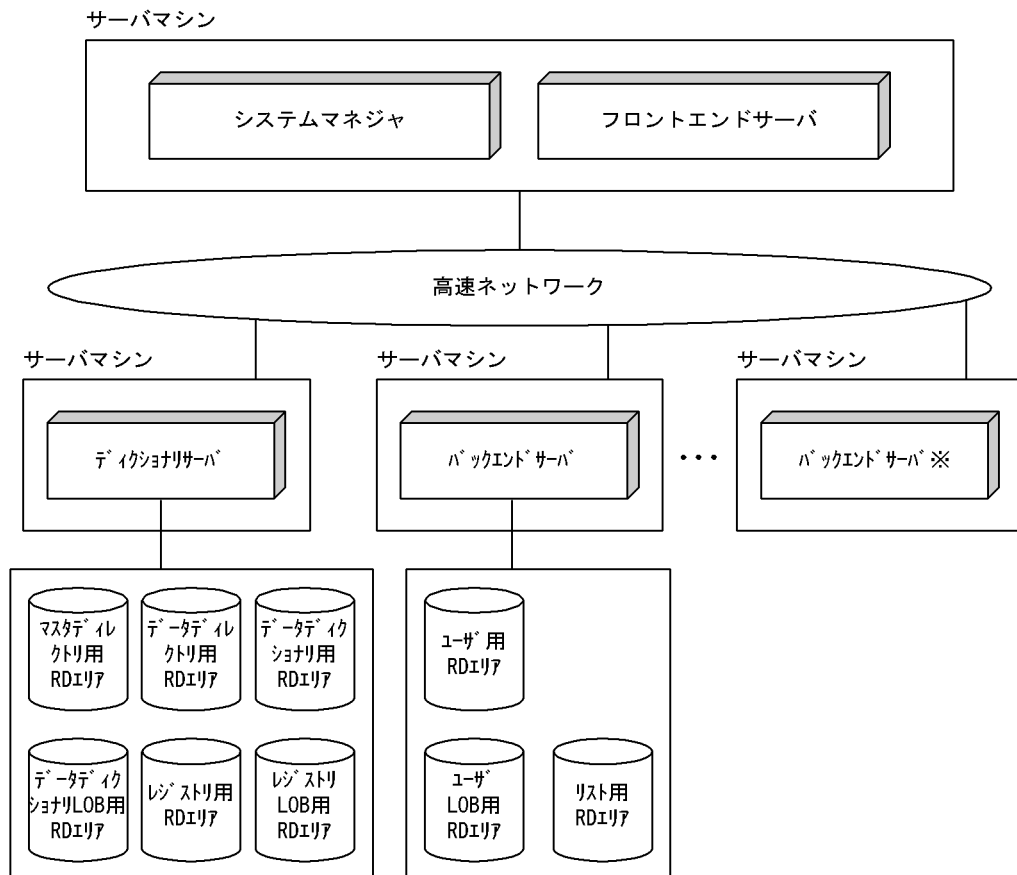 サーバマシン
システムマネジャ
フロントエンドサーバ
高速ネットワーク
サーバマシン
サーバマシン
サーバマシン
ディクショナリサーバ
バックエンドサーバ
・・・
バックエンドサーバ※
マスタディレ
クトリ用
RDエリア
データディレ
クトリ用
RDエリア
データディク
ショナリ用
RDエリア
ユーザ用
RDエリア
データディク
ショナリLOB用
RDエリア
レジストリ用
RDエリア
レジストリ
LOB用
RDエリア
ユーザ
LOB用
RDエリア
リスト用
RDエリア